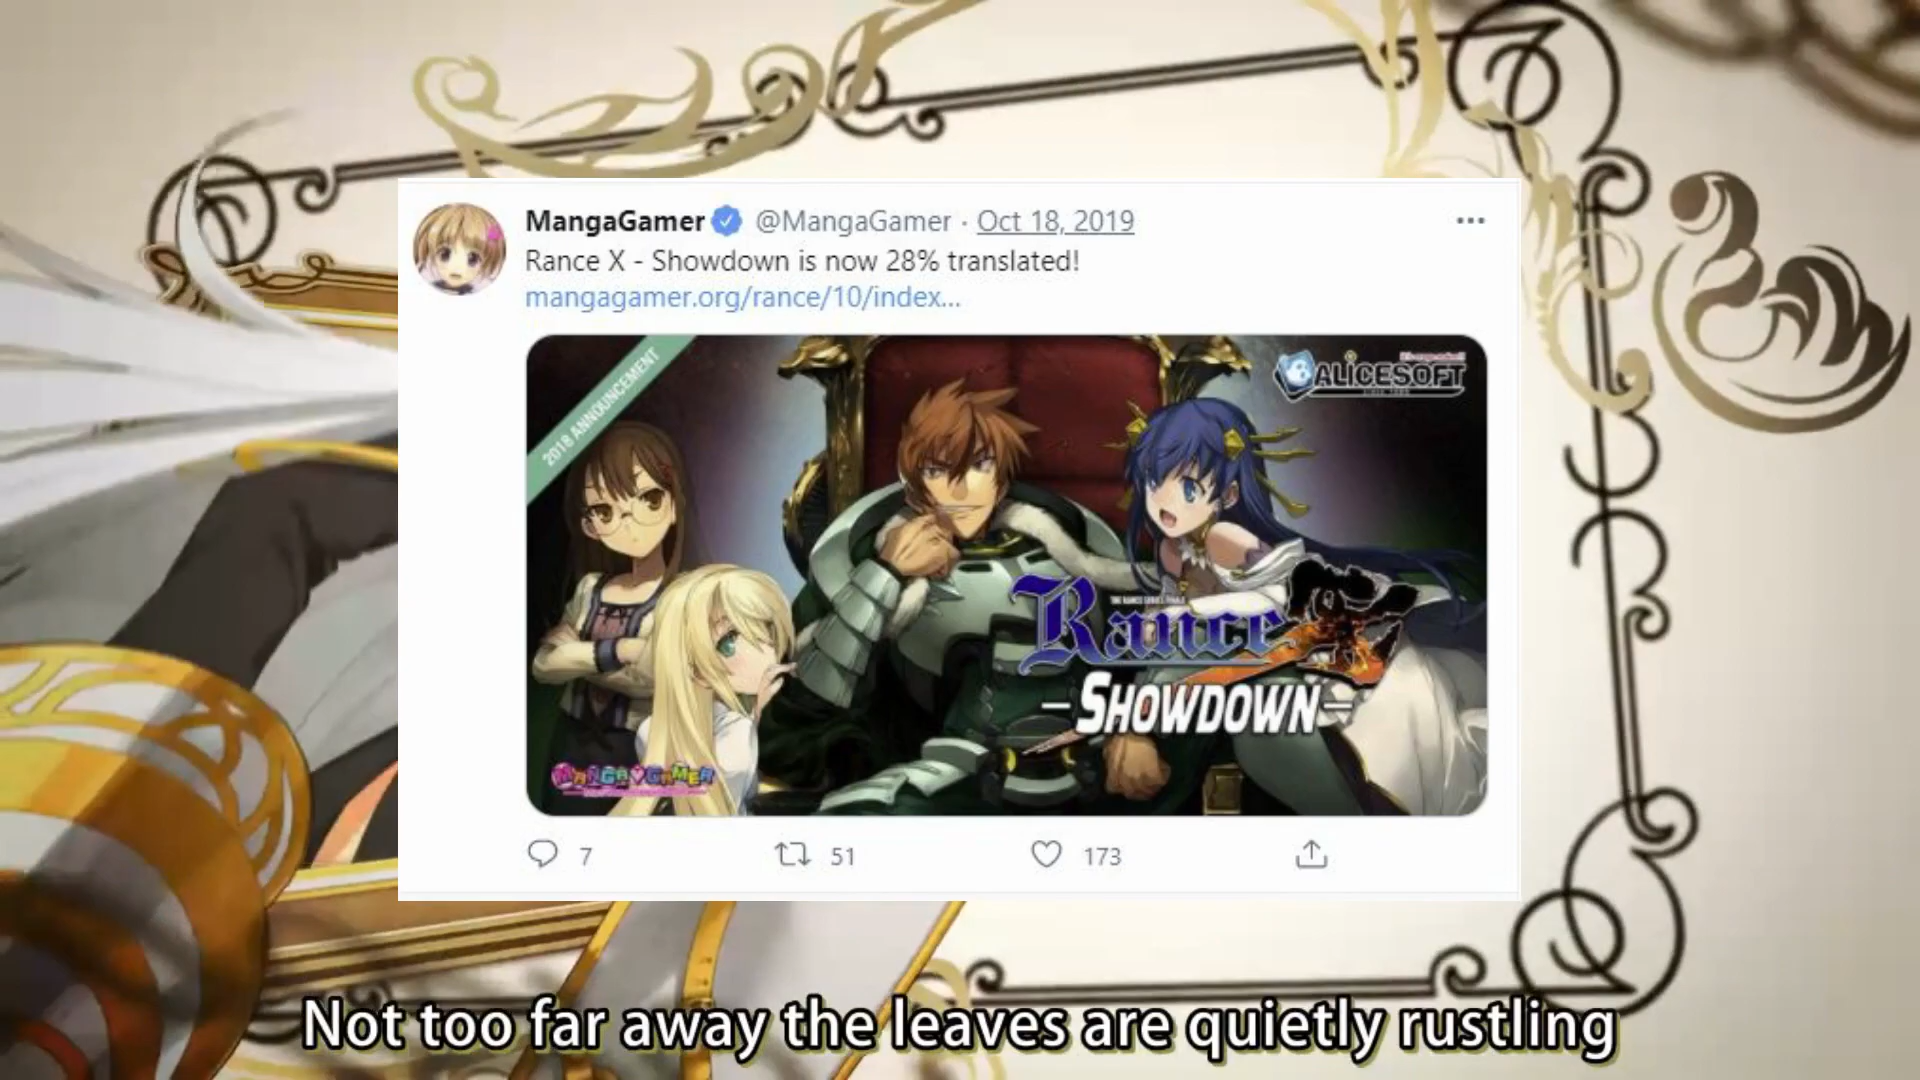 MangaGamer @MangaGamer · Oct 18, 2019
Rance X - Showdown is now 28% translated!
mangagamer.org/rance/10/index...
2018 ANNOUNCEMENT
ALICESOFT
Rance
-SHOWDOWN-
MANGAGAMER
7 51 173
Not too far away the leaves are quietly rustling